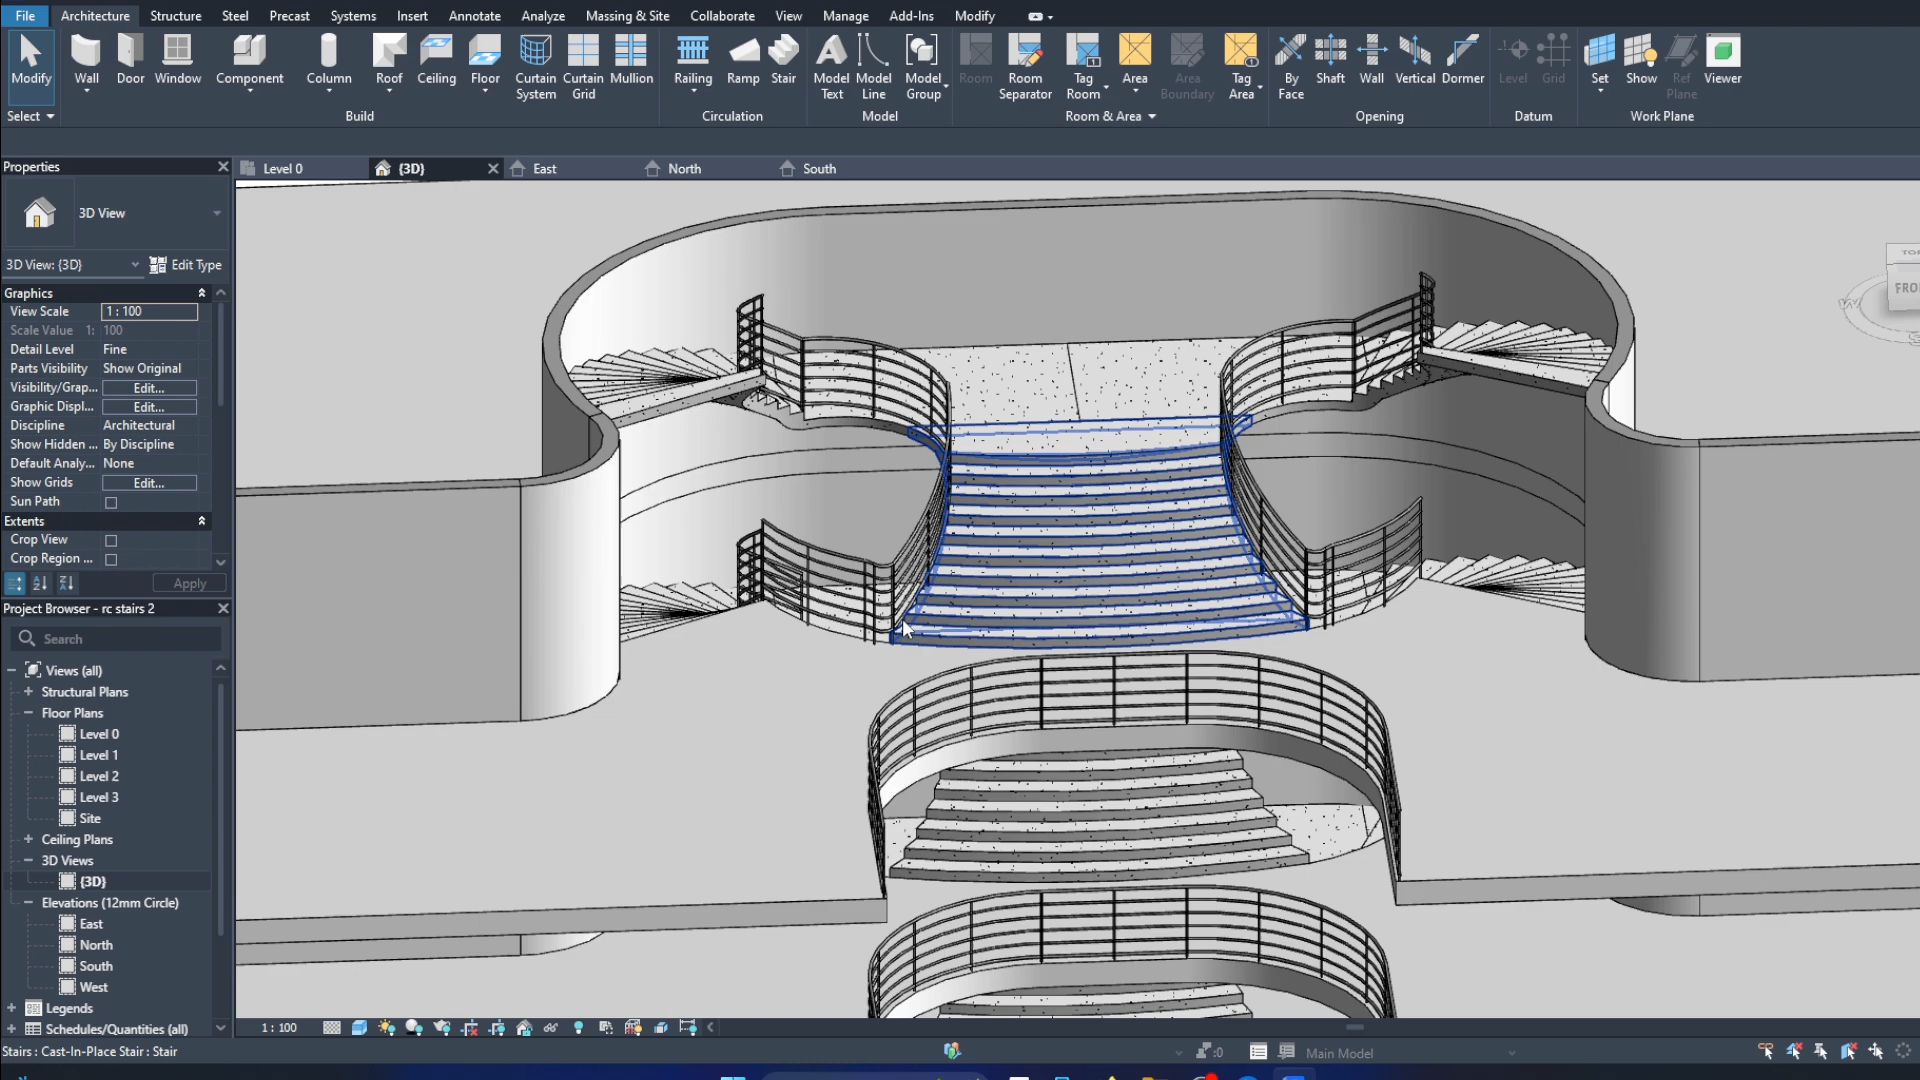 File Architecture Structure Steel Precast Systems Insert Annotate Analyze Massing & Site Collaborate View Manage Add-Ins Modify
Modify Wall Door Window Component Column Roof Ceiling Floor Curtain System Curtain Grid Mullion Railing Ramp Stair Model Text Model Line Model Group Room Room Separator Tag Room Area Area Boundary Tag Area By Face Shaft Wall Vertical Dormer Level Grid Set Show Ref Plane Viewer
Select Build Circulation Model Room & Area Opening Datum Work Plane
Properties
Level 0 {3D} East North South
3D View
3D View: {3D} Edit Type
Graphics
View Scale 1 : 100
Scale Value 1: 100
Detail Level Fine
Parts Visibility Show Original
Visibility/Grap... Edit...
Graphic Displ... Edit...
Discipline Architectural
Show Hidden ... By Discipline
Default Analy... None
Show Grids Edit...
Sun Path
Extents
Crop View
Crop Region ...
Apply
Project Browser - rc stairs 2
Search
Views (all)
Structural Plans
Floor Plans
Level 0
Level 1
Level 2
Level 3
Site
Ceiling Plans
3D Views
{3D}
Elevations (12mm Circle)
East
North
South
West
Legends
Schedules/Quantities (all)
1 : 100
Stairs : Cast-In-Place Stair : Stair
:0 Main Model